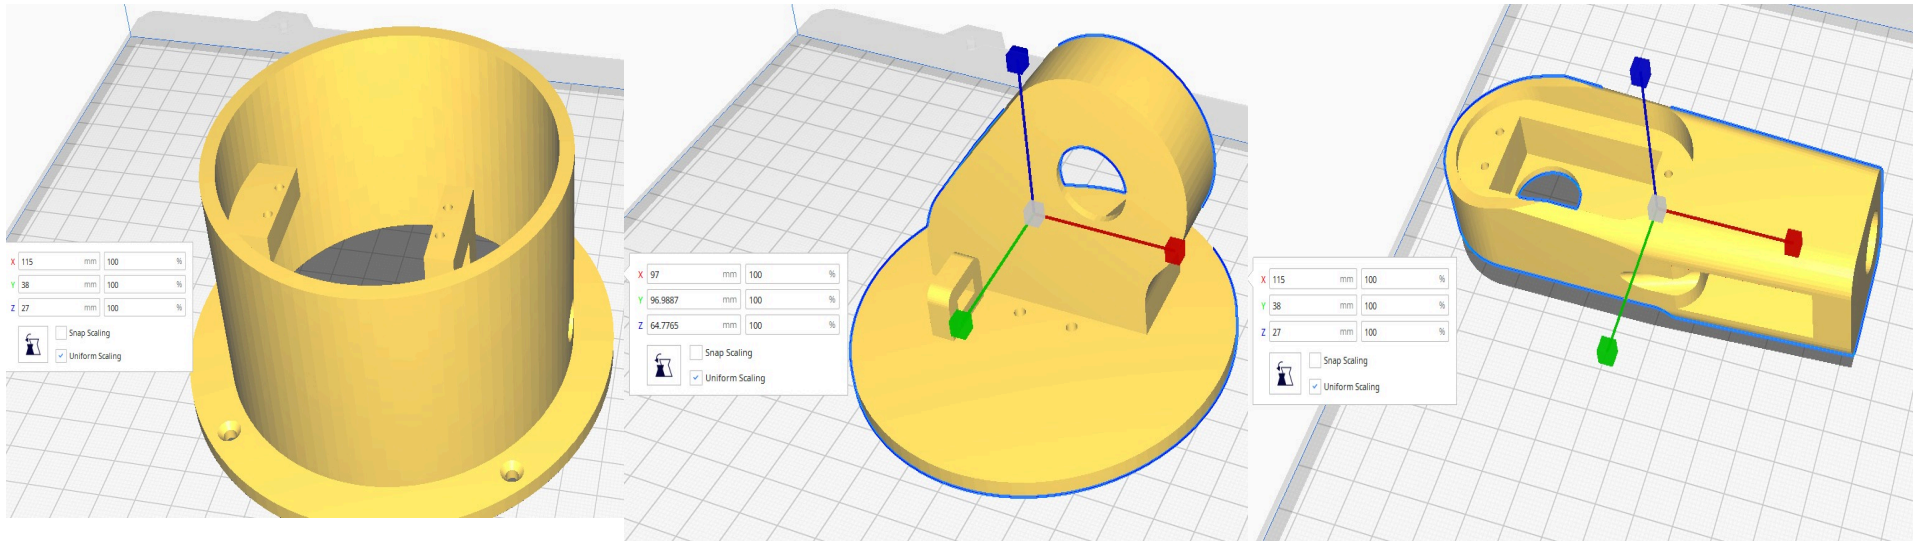 X 115 mm 100 %
Y 38 mm 100 %
Z 27 mm 100 %
Snap Scaling
Uniform Scaling
X 97 mm 100 %
Y 96.9887 mm 100 %
Z 64.7765 mm 100 %
Snap Scaling
Uniform Scaling
X 115 mm 100 %
Y 38 mm 100 %
Z 27 mm 100 %
Snap Scaling
Uniform Scaling